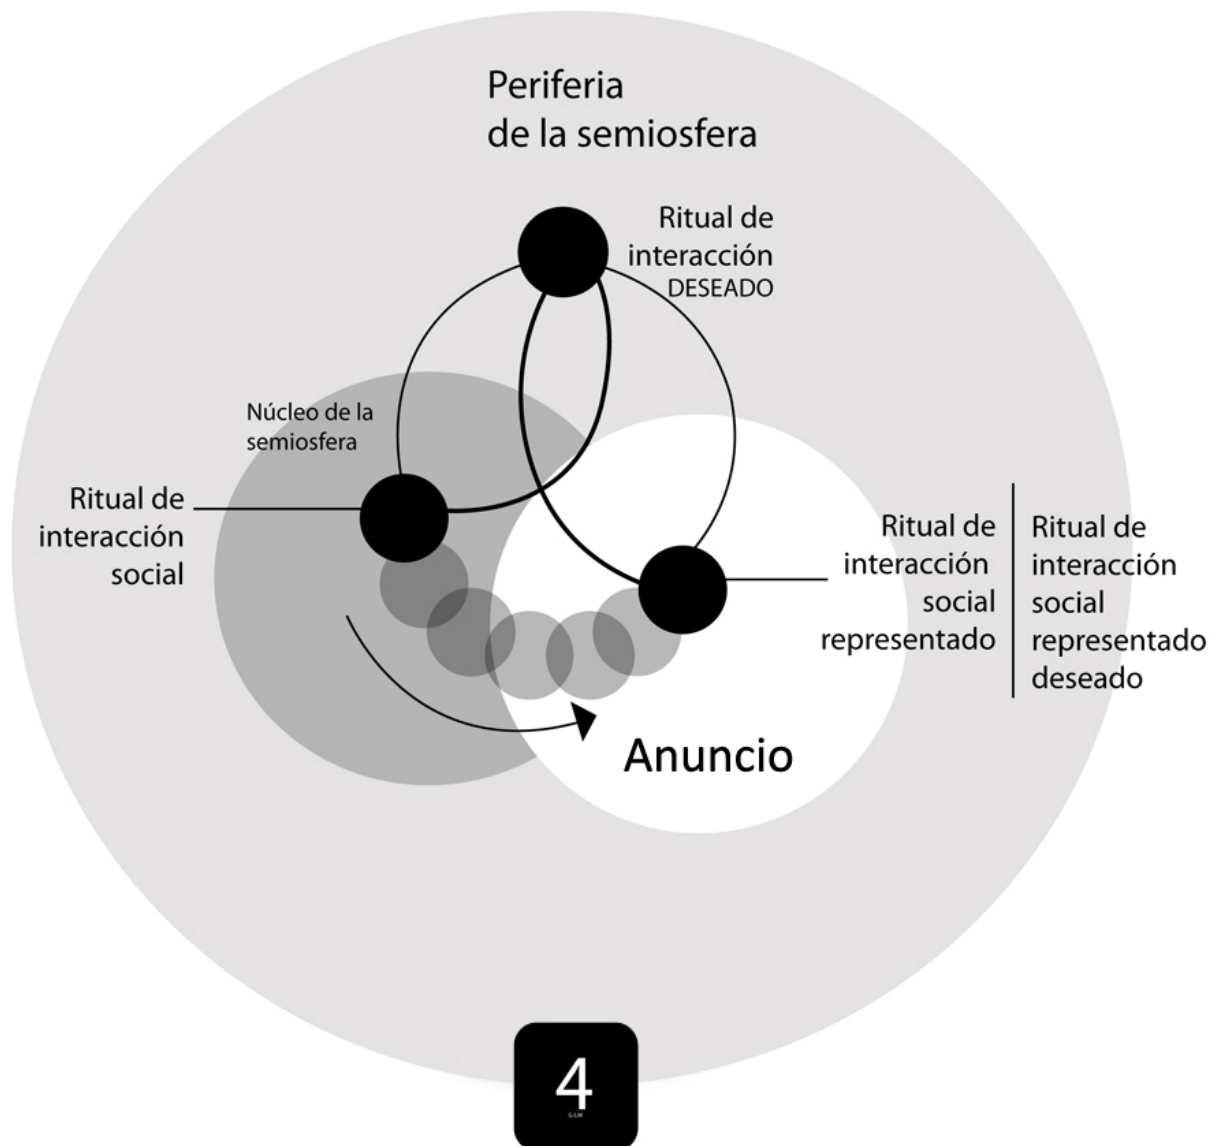 Periferia
de la semiosfera
Ritual de
interacción
DESEADO
Núcleo de la
semiosfera
Ritual de
interacción
social
Ritual de
interacción
social
representado
Ritual de
interacción
social
representado
deseado
Anuncio
4
G.S.M